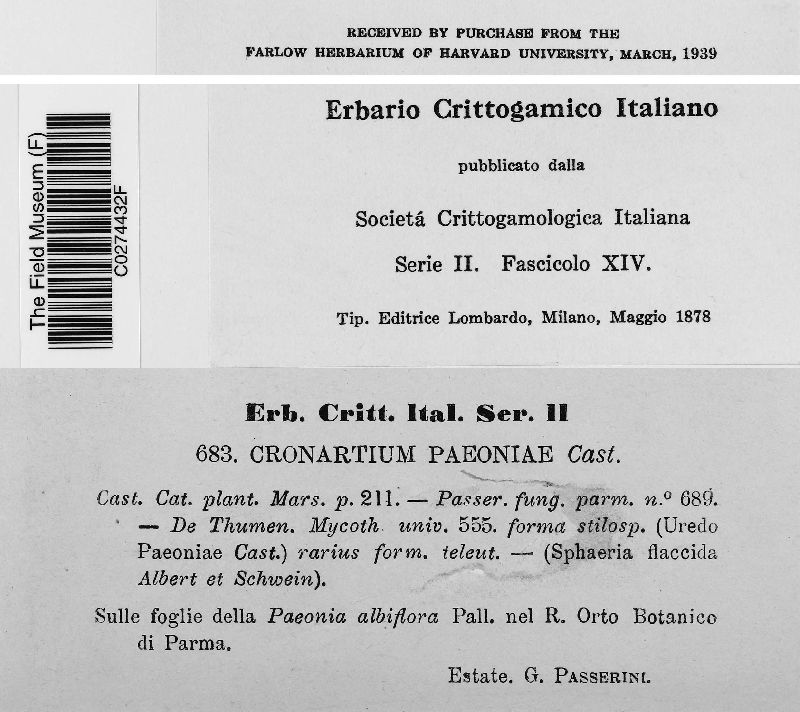 RECEIVED BY PURCHASE FROM THE
FARLOW HERBARIUM OF HARVARD UNIVERSITY, MARCH, 1939
The Field Museum (F)
C0274432F
Erbario Crittogamico Italiano
pubblicato dalla
Societá Crittogamologica Italiana
Serie II. Fascicolo XIV.
Tip. Editrice Lombardo, Milano, Maggio 1878
Erb. Critt. Ital. Ser. II
683. CRONARTIUM PAEONIAE Cast.
Cast. Cat. plant. Mars. p. 211. — Passer. fung. parm. n.º 689.
— De Thumen. Mycoth. univ. 555. forma stilosp. (Uredo
Paeoniae Cast.) rarius form. teleut. — (Sphaeria flaccida
Albert et Schwein).
Sulle foglie della Paeonia albiflora Pall. nel R. Orto Botanico
di Parma.
Estate. G. PASSERINI.